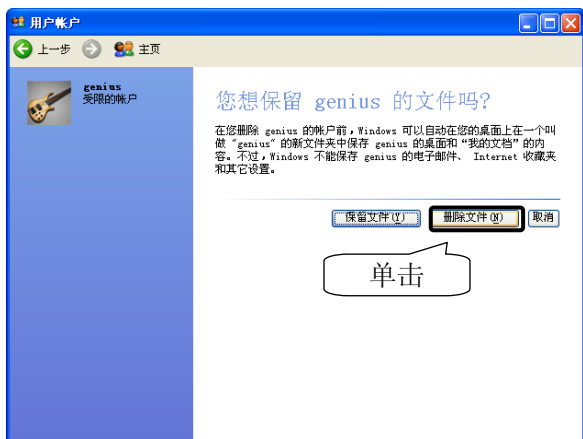 用户帐户
上一步 主页
genius
受限的帐户
您想保留 genius 的文件吗?
在您删除 genius 的帐户前，Windows 可以自动在您的桌面上在一个叫
做 "genius" 的新文件夹中保存 genius 的桌面和“我的文档”的内
容。不过，Windows 不能保存 genius 的电子邮件、 Internet 收藏夹
和其它设置。
保留文件(Y) 删除文件(N) 取消
单击